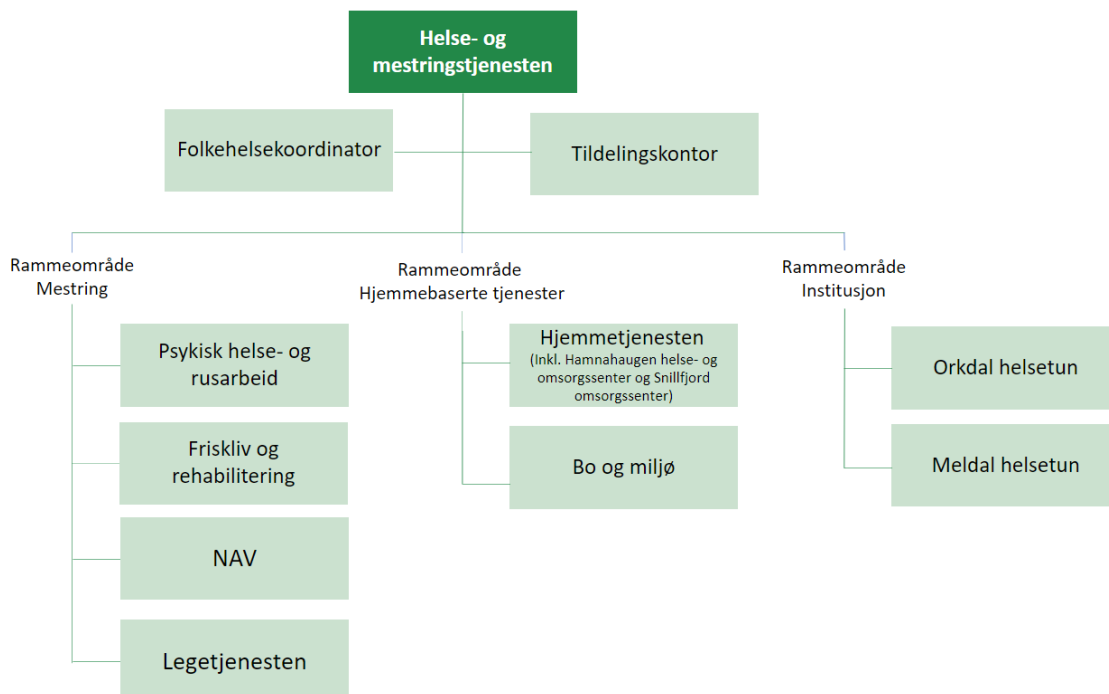 Helse- og
mestringstjenesten
Folkehelsekoordinator
Tildelingskontor
Rammeområde
Mestring
Psykisk helse- og
rusarbeid
Friskliv og
rehabilitering
NAV
Legetjenesten
Rammeområde
Hjemmebaserte tjenester
Hjemmetjenesten
(Inkl. Hamnahaugen helse- og
omsorgssenter og Snillfjord
omsorgssenter)
Bo og miljø
Rammeområde
Institusjon
Orkdal helsetun
Meldal helsetun